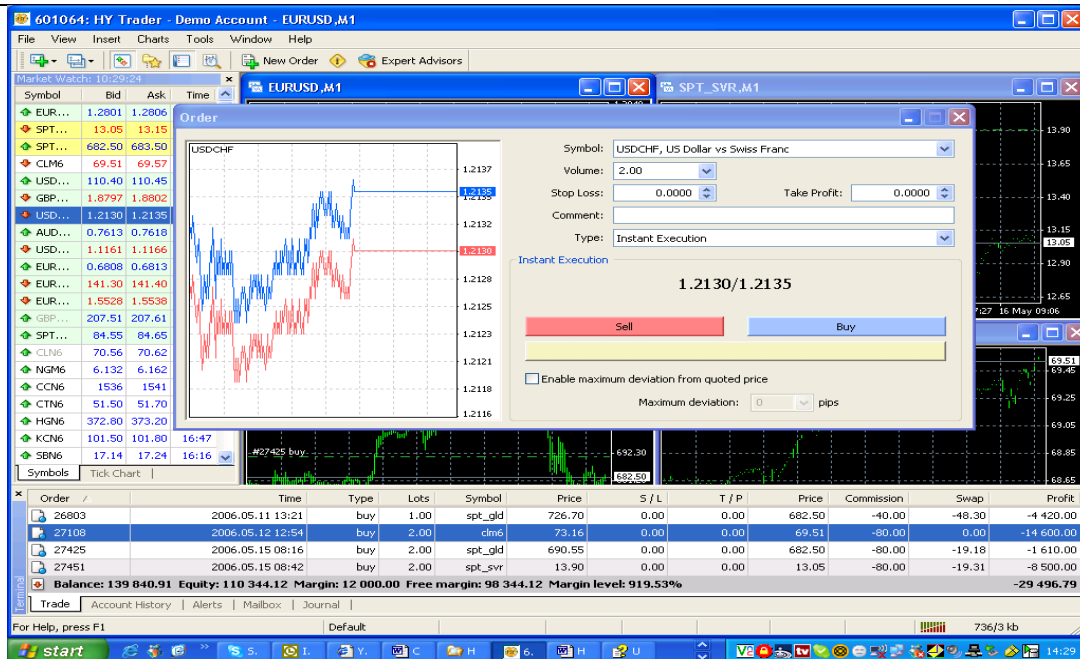 601064: HY Trader - Demo Account - EURUSD,M1
File View Insert Charts Tools Window Help
New Order Expert Advisors
Market Watch: 10:29:24
Symbol Bid Ask Time
EUR... 1.2801 1.2806
SPT... 13.05 13.15
SPT... 682.50 683.50
CLM6 69.51 69.57
USD... 110.40 110.45
GBP... 1.8797 1.8802
USD... 1.2130 1.2135
AUD... 0.7613 0.7618
USD... 1.1161 1.1166
EUR... 0.6808 0.6813
EUR... 141.30 141.40
EUR... 1.5528 1.5538
GBP... 207.51 207.61
SPT... 84.55 84.65
CLN6 70.56 70.62
NGM6 6.132 6.162
CCN6 1536 1541
CTN6 51.50 51.70
HGN6 372.80 373.20
KCN6 101.50 101.80 16:47
SBN6 17.14 17.24 16:16
Symbols Tick Chart
EURUSD,M1
SPT_SVR,M1
13.90
13.65
13.40
13.15
13.05
12.90
12.65
7:27 16 May 09:06
69.51
69.45
69.25
69.05
68.85
68.65
#27425 buy
692.30
682.50
Order
USDCHF
1.2137
1.2135
1.2132
1.2130
1.2128
1.2125
1.2123
1.2121
1.2118
1.2116
Symbol: USDCHF, US Dollar vs Swiss Franc
Volume: 2.00
Stop Loss: 0.0000 Take Profit: 0.0000
Comment:
Type: Instant Execution
Instant Execution
1.2130/1.2135
Sell Buy
Enable maximum deviation from quoted price
Maximum deviation: 0 pips
Order / Time Type Lots Symbol Price S / L T / P Price Commission Swap Profit
26803 2006.05.11 13:21 buy 1.00 spt_gld 726.70 0.00 0.00 682.50 -40.00 -48.30 -4 420.00
27108 2006.05.12 12:54 buy 2.00 clm6 73.16 0.00 0.00 69.51 -80.00 0.00 -14 600.00
27425 2006.05.15 08:16 buy 2.00 spt_gld 690.55 0.00 0.00 682.50 -80.00 -19.18 -1 610.00
27451 2006.05.15 08:42 buy 2.00 spt_svr 13.90 0.00 0.00 13.05 -80.00 -19.31 -8 500.00
Balance: 139 840.91 Equity: 110 344.12 Margin: 12 000.00 Free margin: 98 344.12 Margin level: 919.53% -29 496.79
Terminal
Trade Account History Alerts Mailbox Journal
For Help, press F1 Default 736/3 kb
start S. I. Y. C H 6. H U 14:29